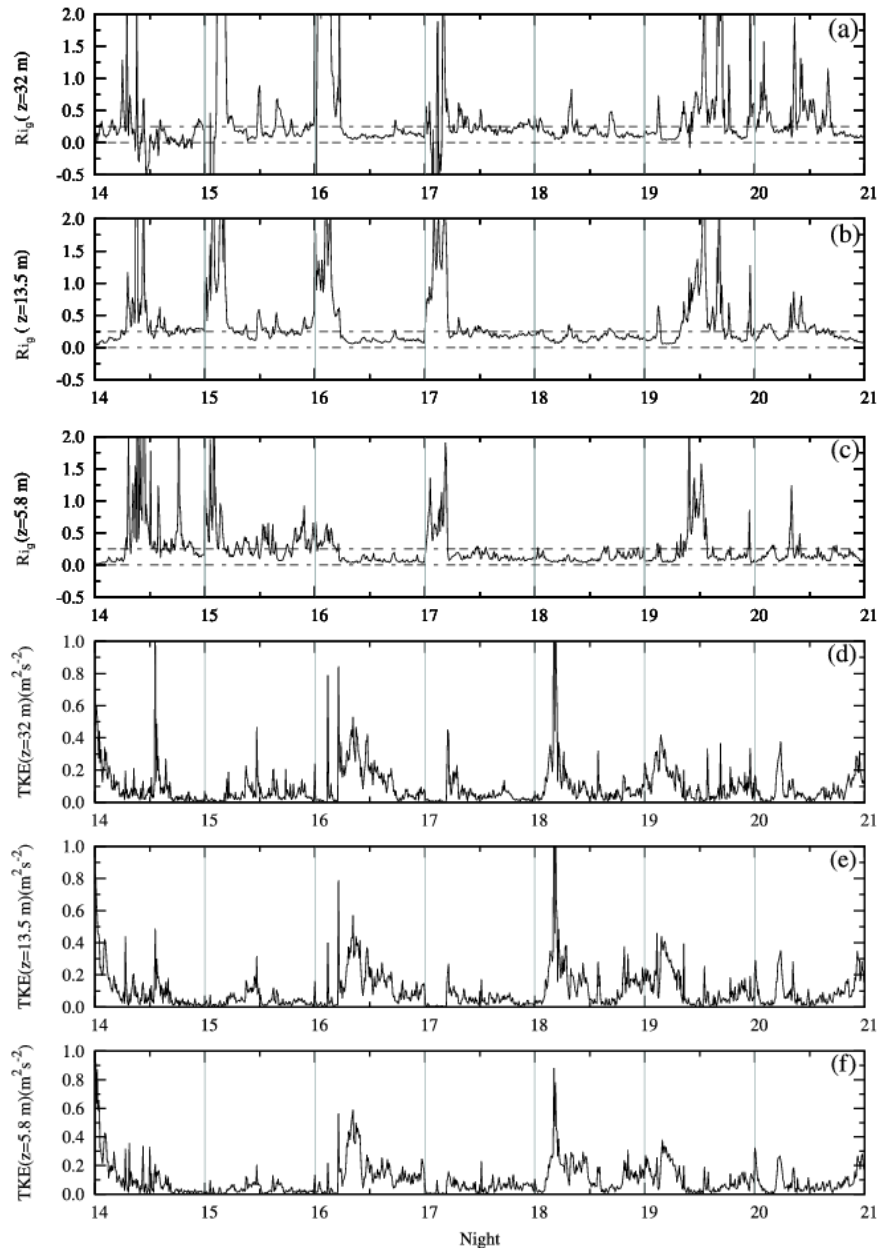 2.0
1.5
1.0
0.5
0.0
-0.5
Ri_g( z=32 m)
(a)
14 15 16 17 18 19 20 21
2.0
1.5
1.0
0.5
0.0
-0.5
Ri_g( z=13.5 m)
(b)
14 15 16 17 18 19 20 21
2.0
1.5
1.0
0.5
0.0
-0.5
Ri_g(z=5.8 m)
(c)
14 15 16 17 18 19 20 21
1.0
0.8
0.6
0.4
0.2
0.0
TKE(z=32 m)(m²s⁻²)
(d)
14 15 16 17 18 19 20 21
1.0
0.8
0.6
0.4
0.2
0.0
TKE(z=13.5 m)(m²s⁻²)
(e)
14 15 16 17 18 19 20 21
1.0
0.8
0.6
0.4
0.2
0.0
TKE(z=5.8 m)(m²s⁻²)
(f)
14 15 16 17 18 19 20 21
Night